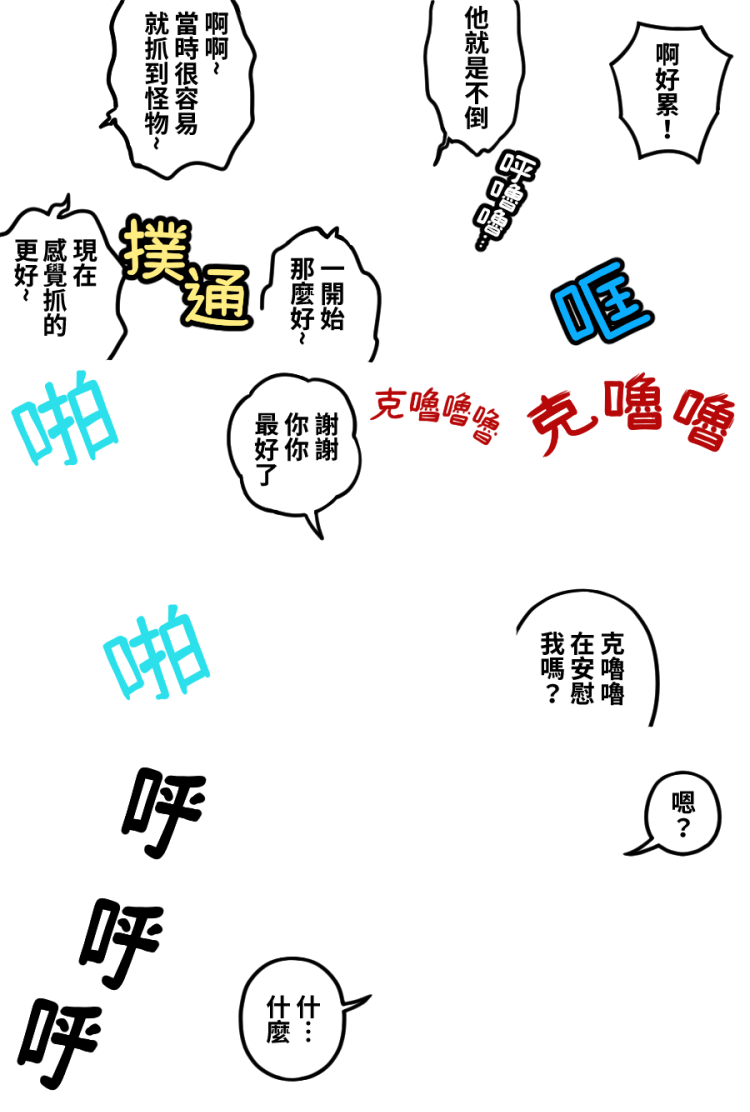 啊好累！
他就是不倒
呼嚕嚕…
啊啊~
當時很容易
就抓到怪物~
哐
一開始
那麼好~
撲通
現在
感覺抓的
更好~
克嚕嚕
克嚕嚕嚕
謝謝
你你
最好了
啪
克嚕嚕
在安慰
我嗎？
啪
嗯？
呼
呼
呼
什…
什麼